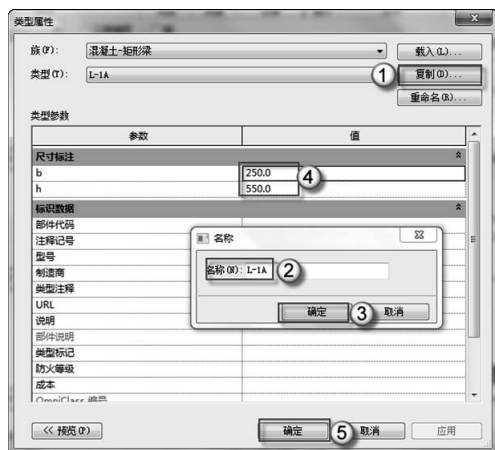 类型属性
族(F): 混凝土-矩形梁 载入(L)...
类型(T): L-1A ① 复制(D)...
重命名(R)...
类型参数
参数 值
尺寸标注
b 250.0 ④
h 550.0
标识数据
部件代码
注释记号
型号
制造商
类型注释
URL
说明
部件说明
类型标记
防火等级
成本
OmniClass 编号
名称
名称(N): L-1A ②
确定 ③ 取消
<< 预览(P) 确定 ⑤ 取消 应用